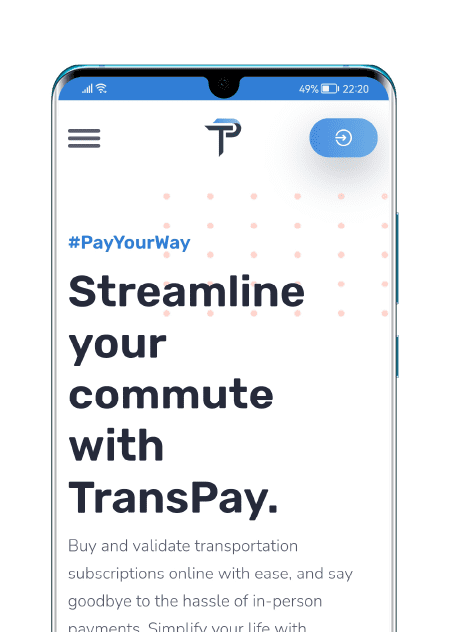 49% 22:20
TP
#PayYourWay
Streamline
your
commute
with
TransPay.
Buy and validate transportation
subscriptions online with ease, and say
goodbye to the hassle of in-person
payments. Simplify your life with